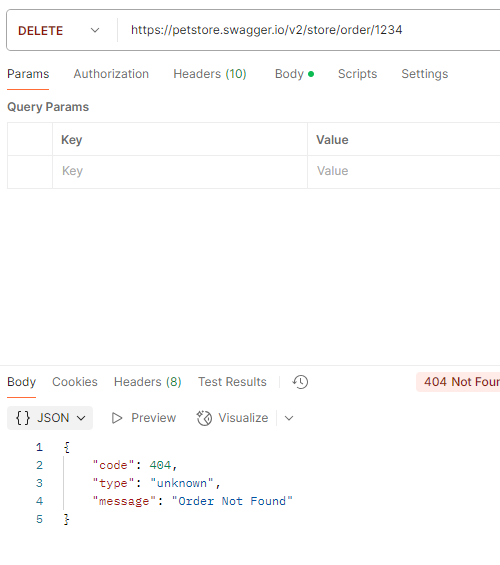 DELETE https://petstore.swagger.io/v2/store/order/1234
Params Authorization Headers (10) Body Scripts Settings
Query Params
Key Value
Key Value
Body Cookies Headers (8) Test Results 404 Not
{} JSON Preview Visualize
1 {
2 "code": 404,
3 "type": "unknown",
4 "message": "Order Not Found"
5 }